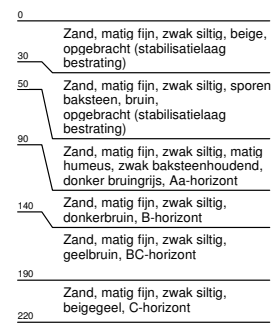 0
Zand, matig fijn, zwak siltig, beige,
opgebracht (stabilisatielaag
bestrating)
30
Zand, matig fijn, zwak siltig, sporen
baksteen, bruin,
opgebracht (stabilisatielaag
bestrating)
50
Zand, matig fijn, zwak siltig, matig
humeus, zwak baksteenhoudend,
donker bruingrijs, Aa-horizont
90
Zand, matig fijn, zwak siltig,
donkerbruin, B-horizont
140
Zand, matig fijn, zwak siltig,
geelbruin, BC-horizont
190
Zand, matig fijn, zwak siltig,
beigegeel, C-horizont
220